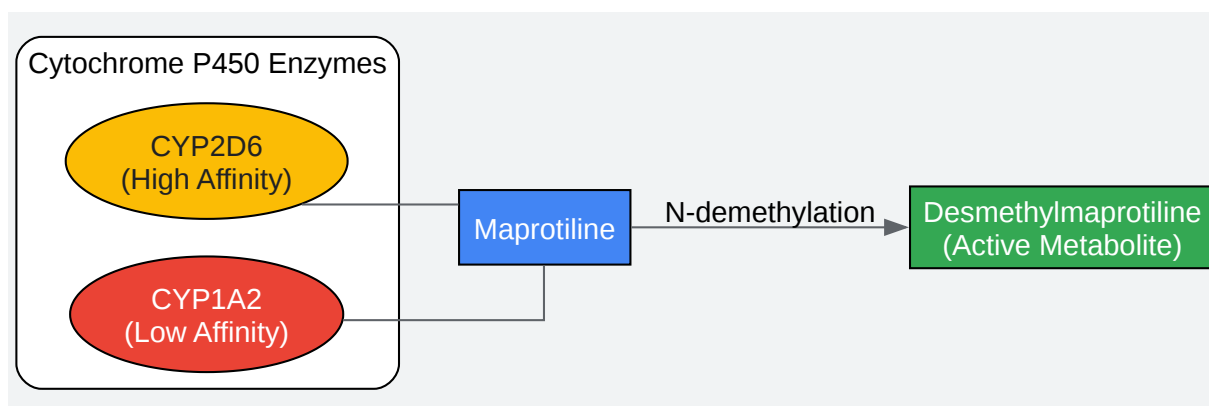 Cytochrome P450 Enzymes
CYP2D6
(High Affinity)
CYP1A2
(Low Affinity)
Maprotiline
N-demethylation
Desmethylmaprotiline
(Active Metabolite)